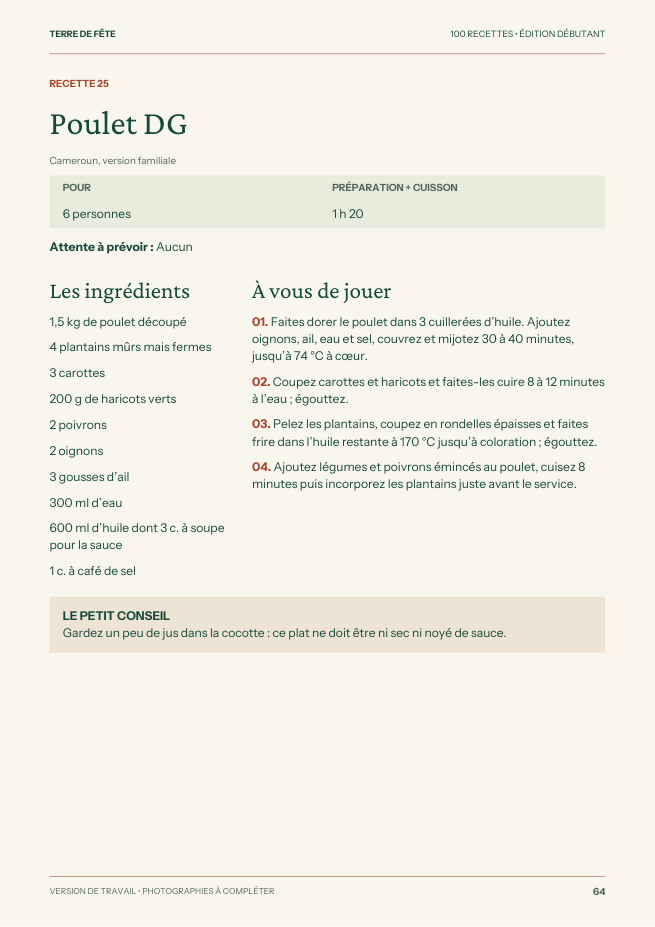 TERRE DE FÊTE
100 RECETTES • ÉDITION DÉBUTANT
RECETTE 25
Poulet DG
Cameroun, version familiale
POUR
PRÉPARATION + CUISSON
6 personnes
1 h 20
Attente à prévoir : Aucun
Les ingrédients
1,5 kg de poulet découpé
4 plantains mûrs mais fermes
3 carottes
200 g de haricots verts
2 poivrons
2 oignons
3 gousses d’ail
300 ml d’eau
600 ml d’huile dont 3 c. à soupe
pour la sauce
1 c. à café de sel
À vous de jouer
01. Faites dorer le poulet dans 3 cuillerées d’huile. Ajoutez
oignons, ail, eau et sel, couvrez et mijotez 30 à 40 minutes,
jusqu’à 74 °C à cœur.
02. Coupez carottes et haricots et faites-les cuire 8 à 12 minutes
à l’eau ; égouttez.
03. Pelez les plantains, coupez en rondelles épaisses et faites
frire dans l’huile restante à 170 °C jusqu’à coloration ; égouttez.
04. Ajoutez légumes et poivrons émincés au poulet, cuisez 8
minutes puis incorporez les plantains juste avant le service.
LE PETIT CONSEIL
Gardez un peu de jus dans la cocotte : ce plat ne doit être ni sec ni noyé de sauce.
VERSION DE TRAVAIL • PHOTOGRAPHIES À COMPLÉTER
64